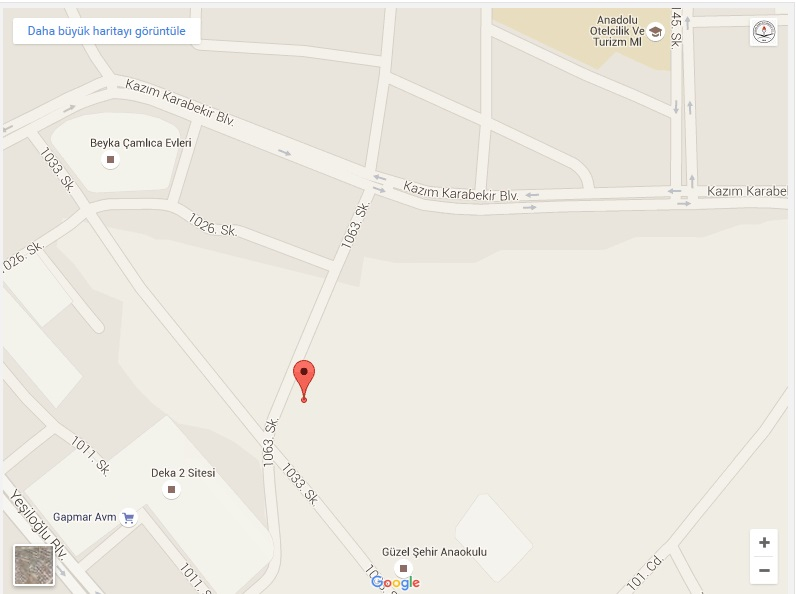 Daha büyük haritayı görüntüle
Anadolu
Otelcilik Ve
Turizm Ml
145. Sk.
Kazım Karabekir Blv.
Beyka Çamlıca Evleri
1033. Sk.
Kazım Karabekir Blv.
Kazım Karabe
1063. Sk.
1026. Sk.
1026. Sk.
1063. Sk.
1011. Sk.
Deka 2 Sitesi
1033. Sk.
Yeşiloğlu Blv.
Gapmar Avm
Güzel Şehir Anaokulu
1011.
101. Cd.
Google
+
−